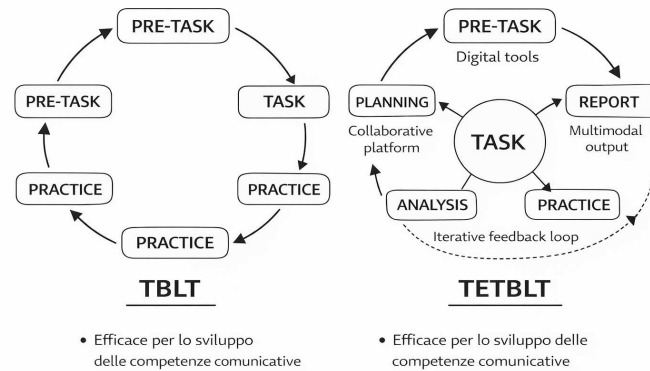 PRE-TASK
PRE-TASK
TASK
PRACTICE
PRACTICE
PRACTICE
TBLT
• Efficace per lo sviluppo
delle competenze comunicative
PRE-TASK
Digital tools
PLANNING
Collaborative
platform
TASK
REPORT
Multimodal
output
ANALYSIS
PRACTICE
Iterative feedback loop
TETBLT
• Efficace per lo sviluppo delle
competenze comunicative